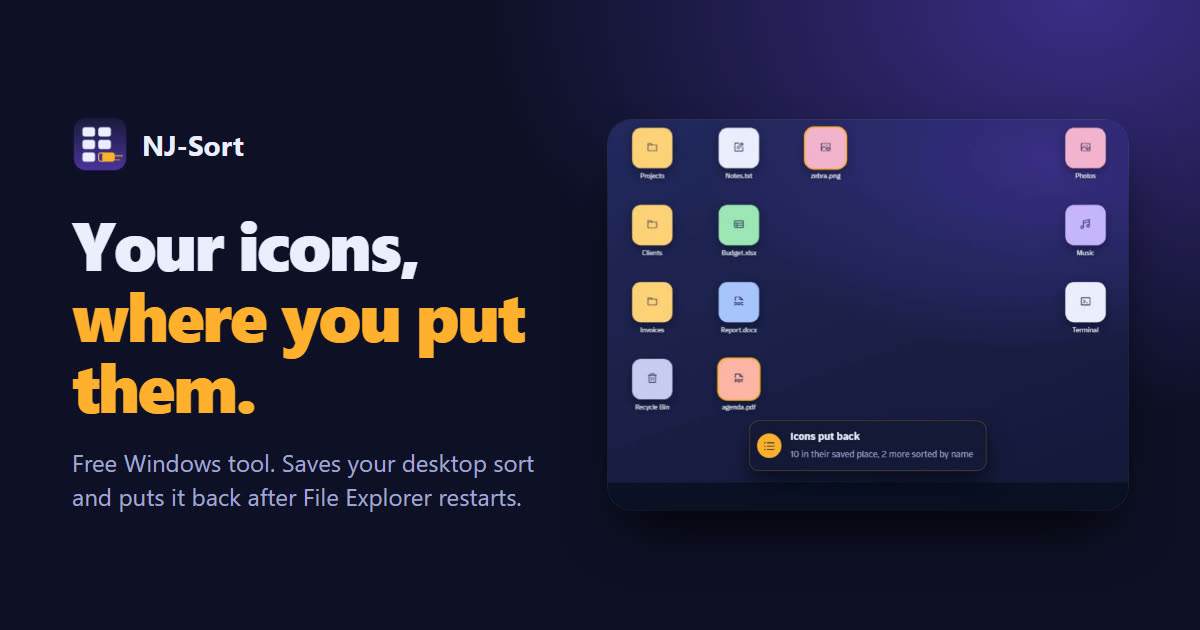 NJ-Sort
Your icons,
where you put
them.
Free Windows tool. Saves your desktop sort
and puts it back after File Explorer restarts.
Projects
Notes.txt
zebra.png
Photos
Clients
Budget.xlsx
Music
Invoices
DOC
Report.docx
Terminal
Recycle Bin
PDF
agenda.pdf
Icons put back
10 in their saved place, 2 more sorted by name